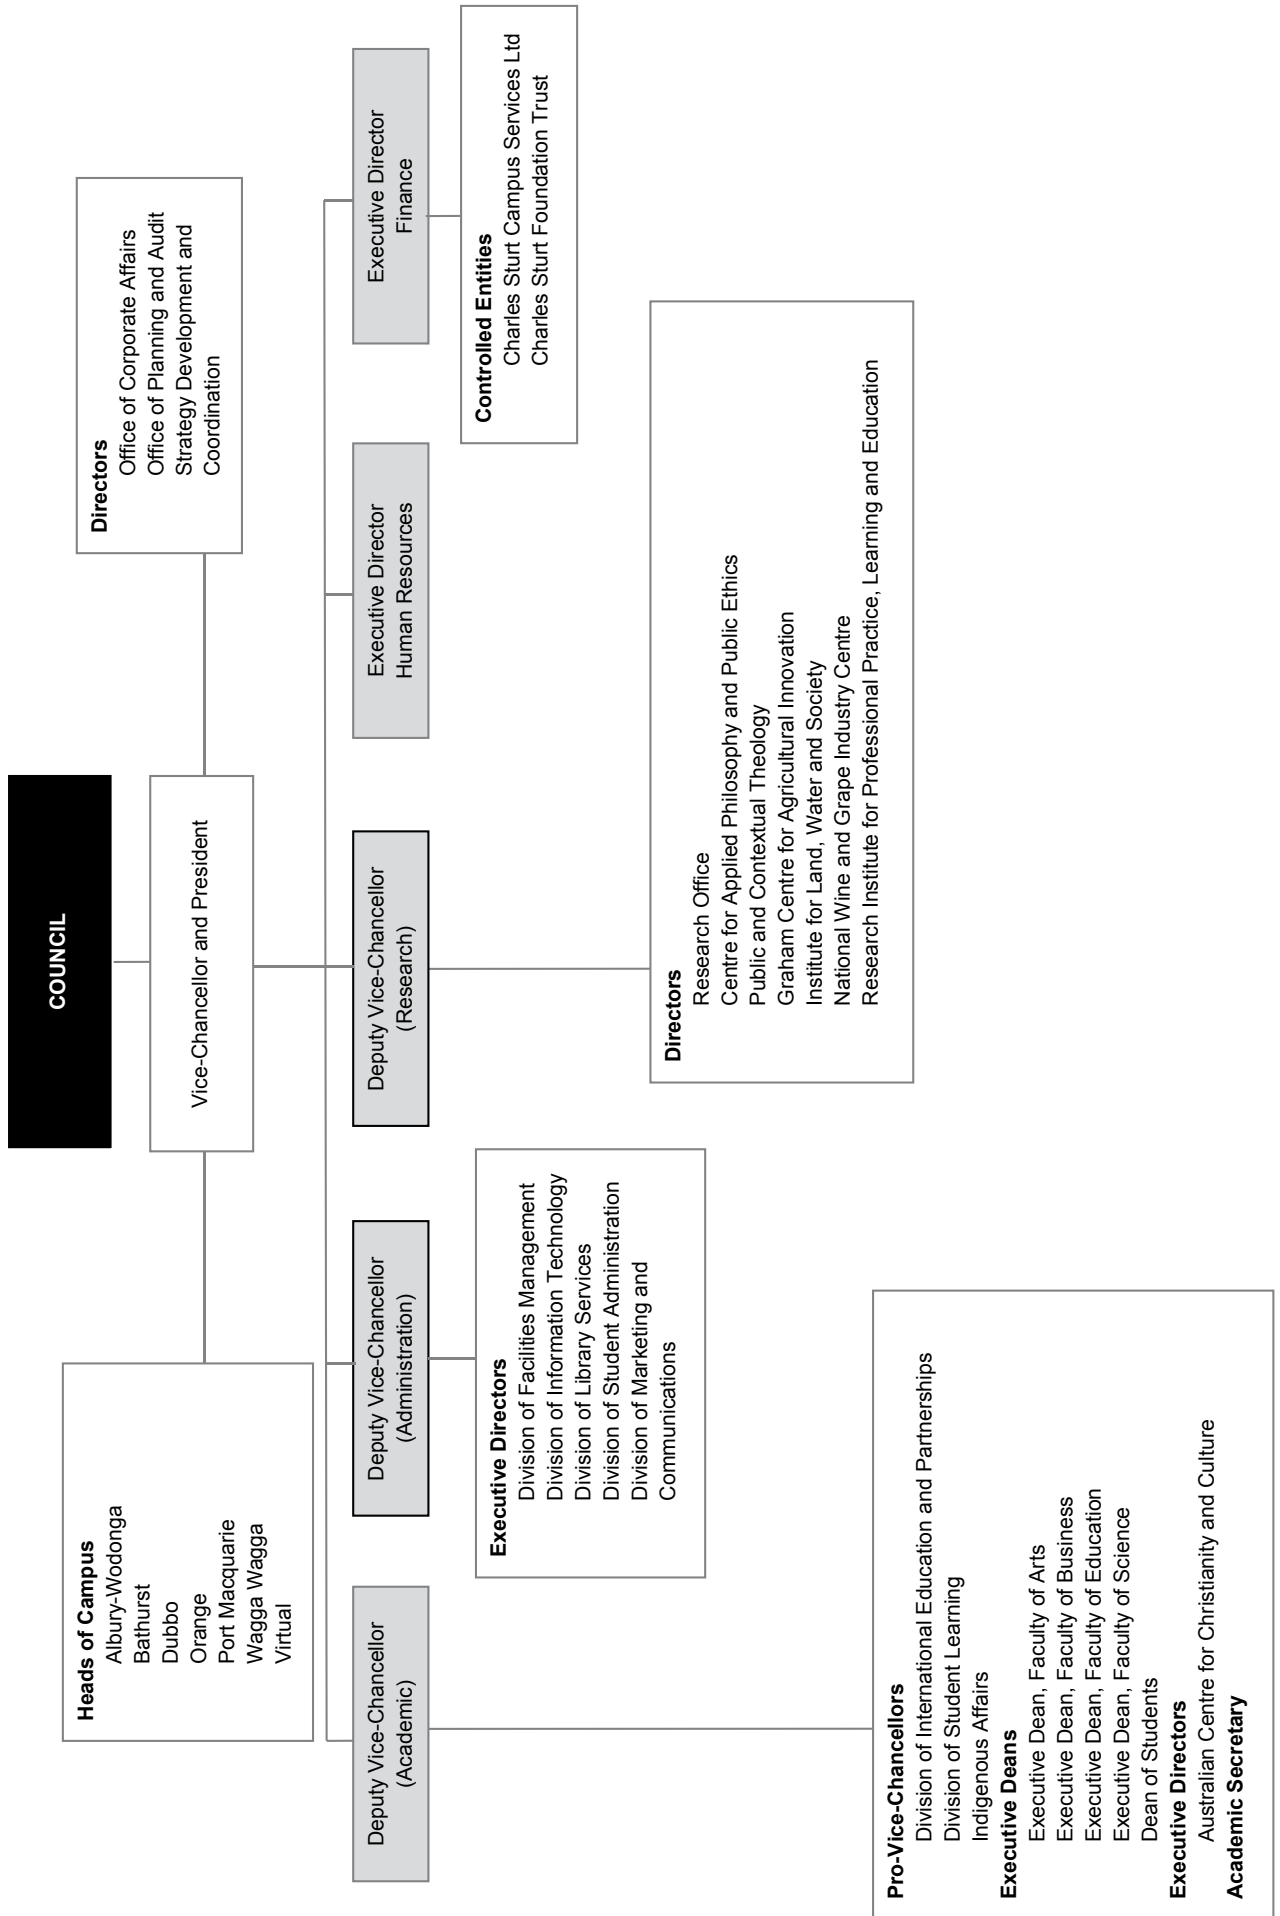 COUNCIL
Vice-Chancellor and President
Heads of Campus
Albury-Wodonga
Bathurst
Dubbo
Orange
Port Macquarie
Wagga Wagga
Virtual
Directors
Office of Corporate Affairs
Office of Planning and Audit
Strategy Development and
Coordination
Deputy Vice-Chancellor
(Academic)
Deputy Vice-Chancellor
(Administration)
Deputy Vice-Chancellor
(Research)
Executive Director
Human Resources
Executive Director
Finance
Pro-Vice-Chancellors
Division of International Education and Partnerships
Division of Student Learning
Indigenous Affairs
Executive Deans
Executive Dean, Faculty of Arts
Executive Dean, Faculty of Business
Executive Dean, Faculty of Education
Executive Dean, Faculty of Science
Dean of Students
Executive Directors
Australian Centre for Christianity and Culture
Academic Secretary
Executive Directors
Division of Facilities Management
Division of Information Technology
Division of Library Services
Division of Student Administration
Division of Marketing and
Communications
Directors
Research Office
Centre for Applied Philosophy and Public Ethics
Public and Contextual Theology
Graham Centre for Agricultural Innovation
Institute for Land, Water and Society
National Wine and Grape Industry Centre
Research Institute for Professional Practice, Learning and Education
Controlled Entities
Charles Sturt Campus Services Ltd
Charles Sturt Foundation Trust